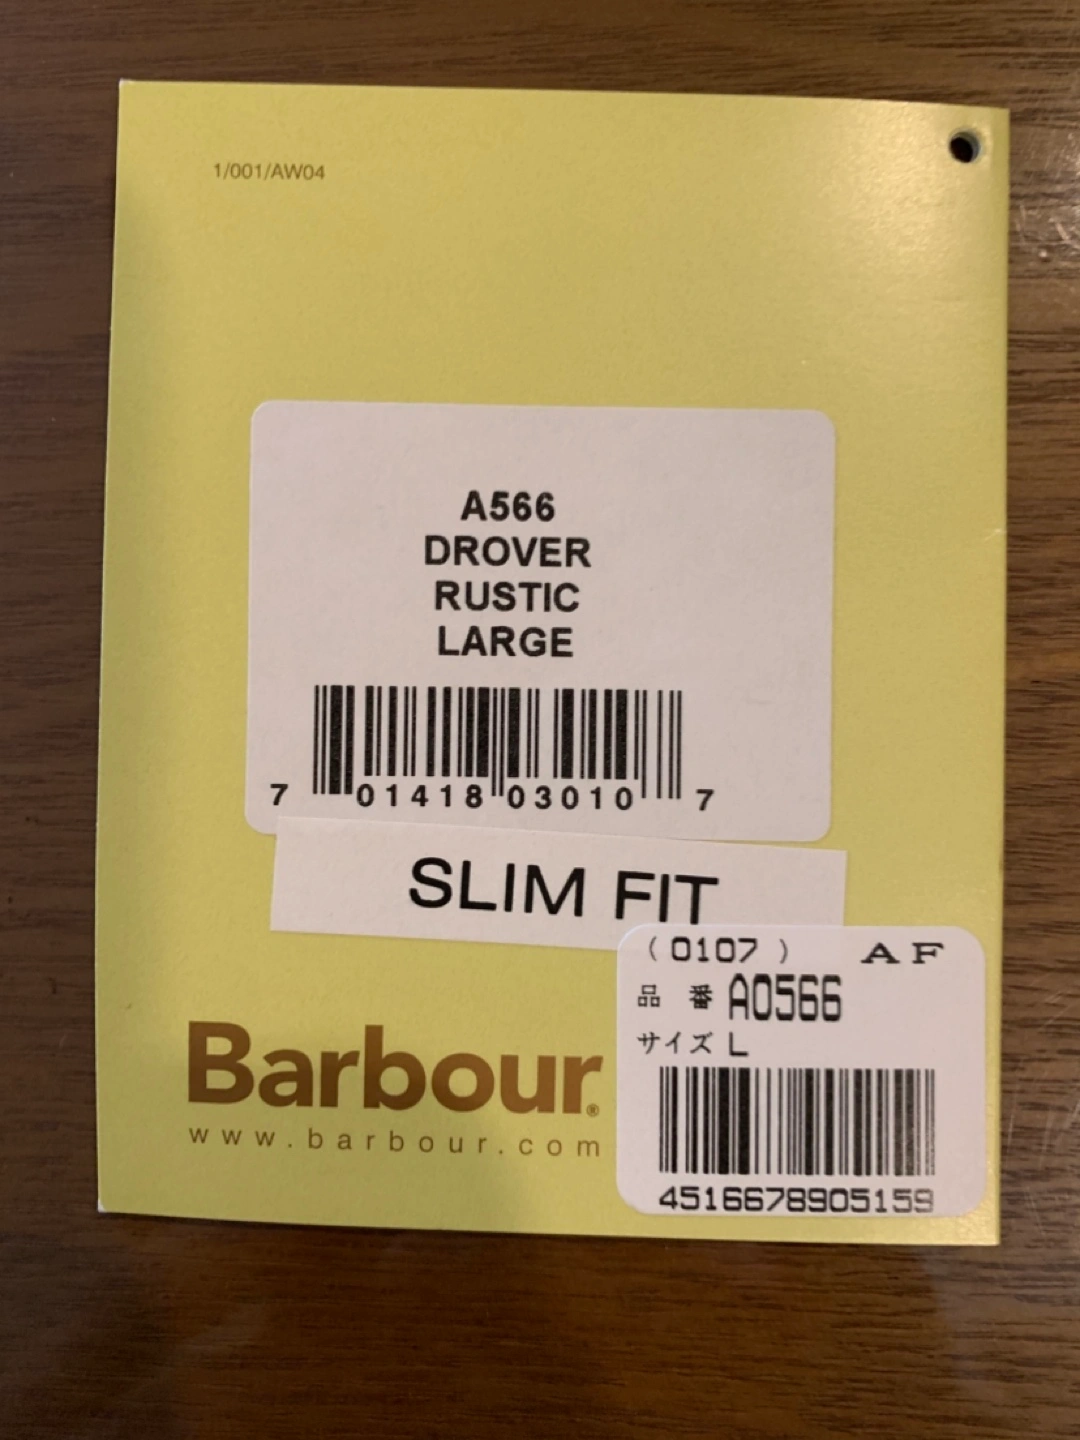 1/001/AW04
A566
DROVER
RUSTIC
LARGE
7 01418 03010 7
SLIM FIT
(0107) AF
品番 A0566
サイズ L
4516678905159
Barbour®
www.barbour.com